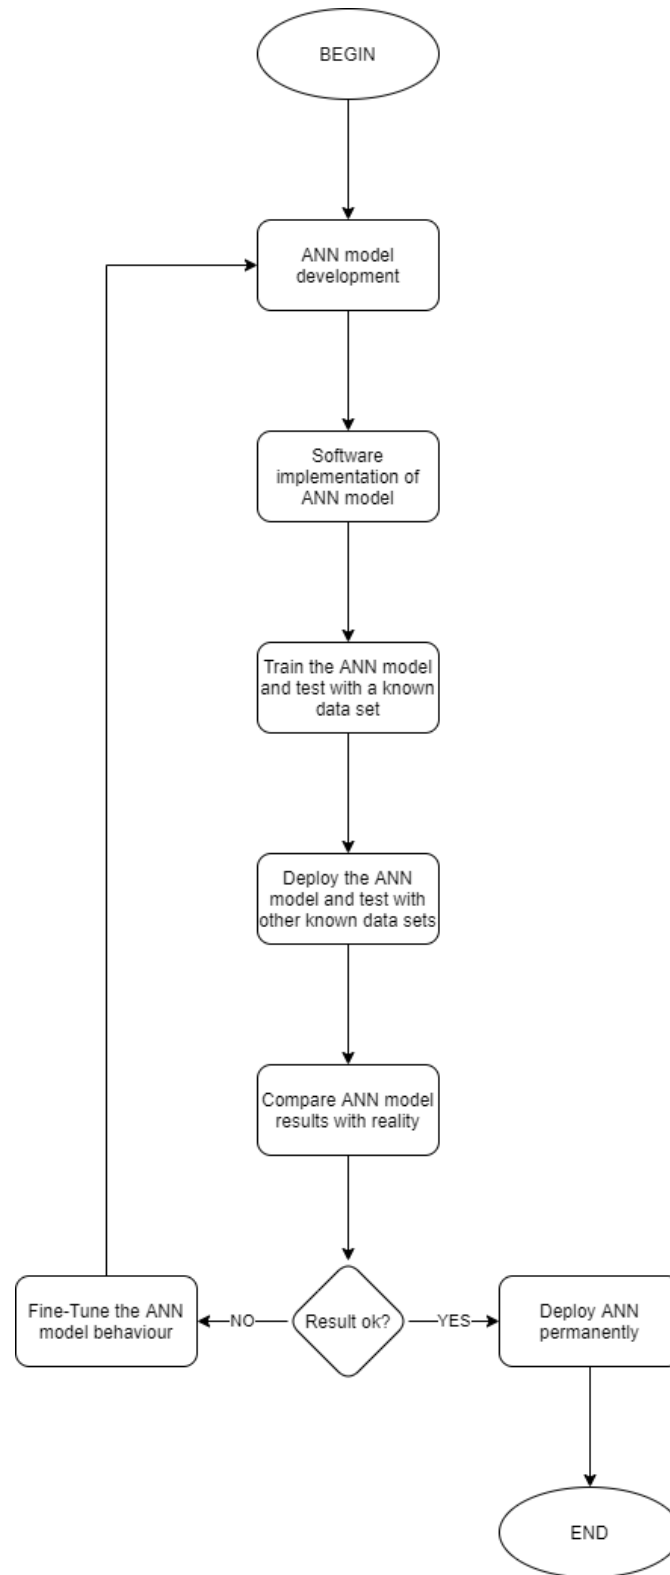 BEGIN
ANN model
development
Software
implementation of
ANN model
Train the ANN model
and test with a known
data set
Deploy the ANN
model and test with
other known data sets
Compare ANN model
results with reality
Fine-Tune the ANN
model behaviour
NO
Result ok?
YES
Deploy ANN
permanently
END